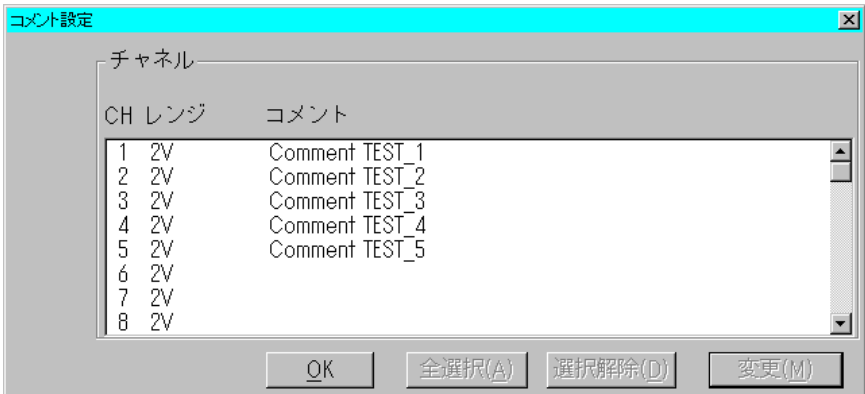 コメント設定
チャネル
CH レンジ コメント
1 2V Comment TEST_1
2 2V Comment TEST_2
3 2V Comment TEST_3
4 2V Comment TEST_4
5 2V Comment TEST_5
6 2V
7 2V
8 2V
OK 全選択(A) 選択解除(D) 変更(M)